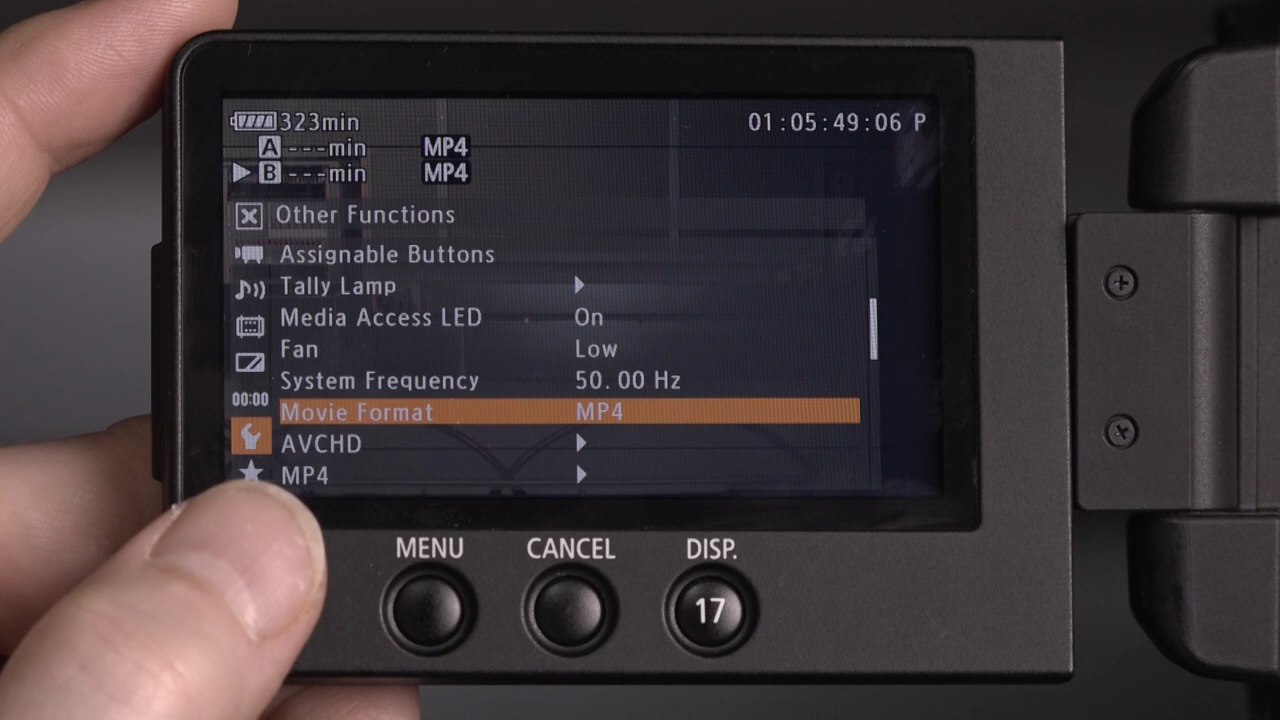 323min 01:05:49:06 P
A ---min MP4
B ---min MP4
Other Functions
Assignable Buttons
Tally Lamp
Media Access LED On
Fan Low
System Frequency 50.00 Hz
00:00
Movie Format MP4
AVCHD
MP4
MENU CANCEL DISP.
17